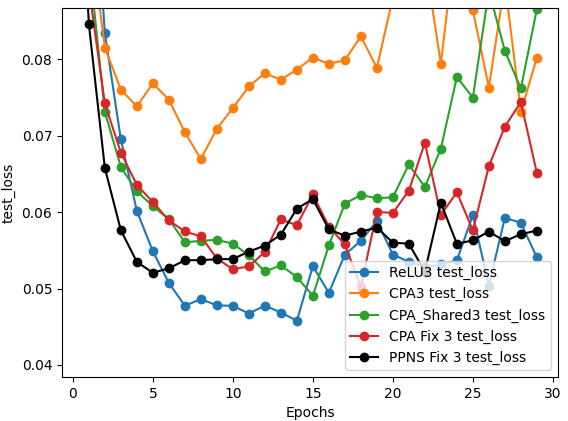 0.08
0.07
0.06
0.05
0.04
test_loss
0 5 10 15 20 25 30
Epochs
ReLU3 test_loss
CPA3 test_loss
CPA_Shared3 test_loss
CPA Fix 3 test_loss
PPNS Fix 3 test_loss